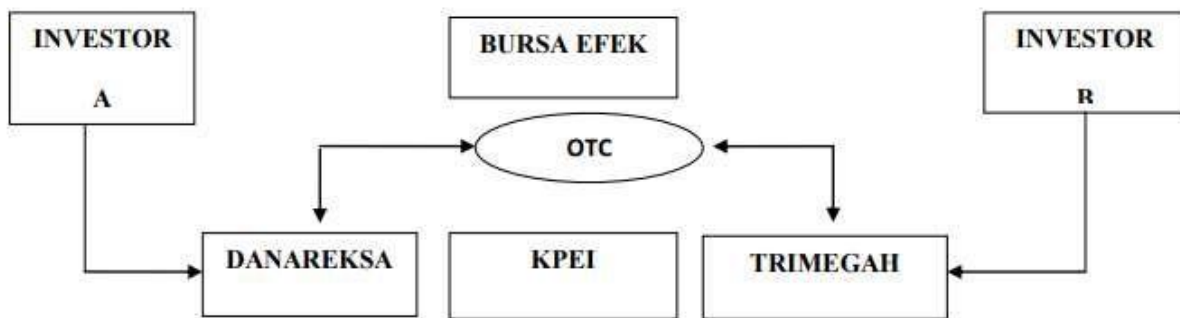 INVESTOR
A
BURSA EFEK
INVESTOR
B
OTC
DANAREKSA
KPEI
TRIMEGAH